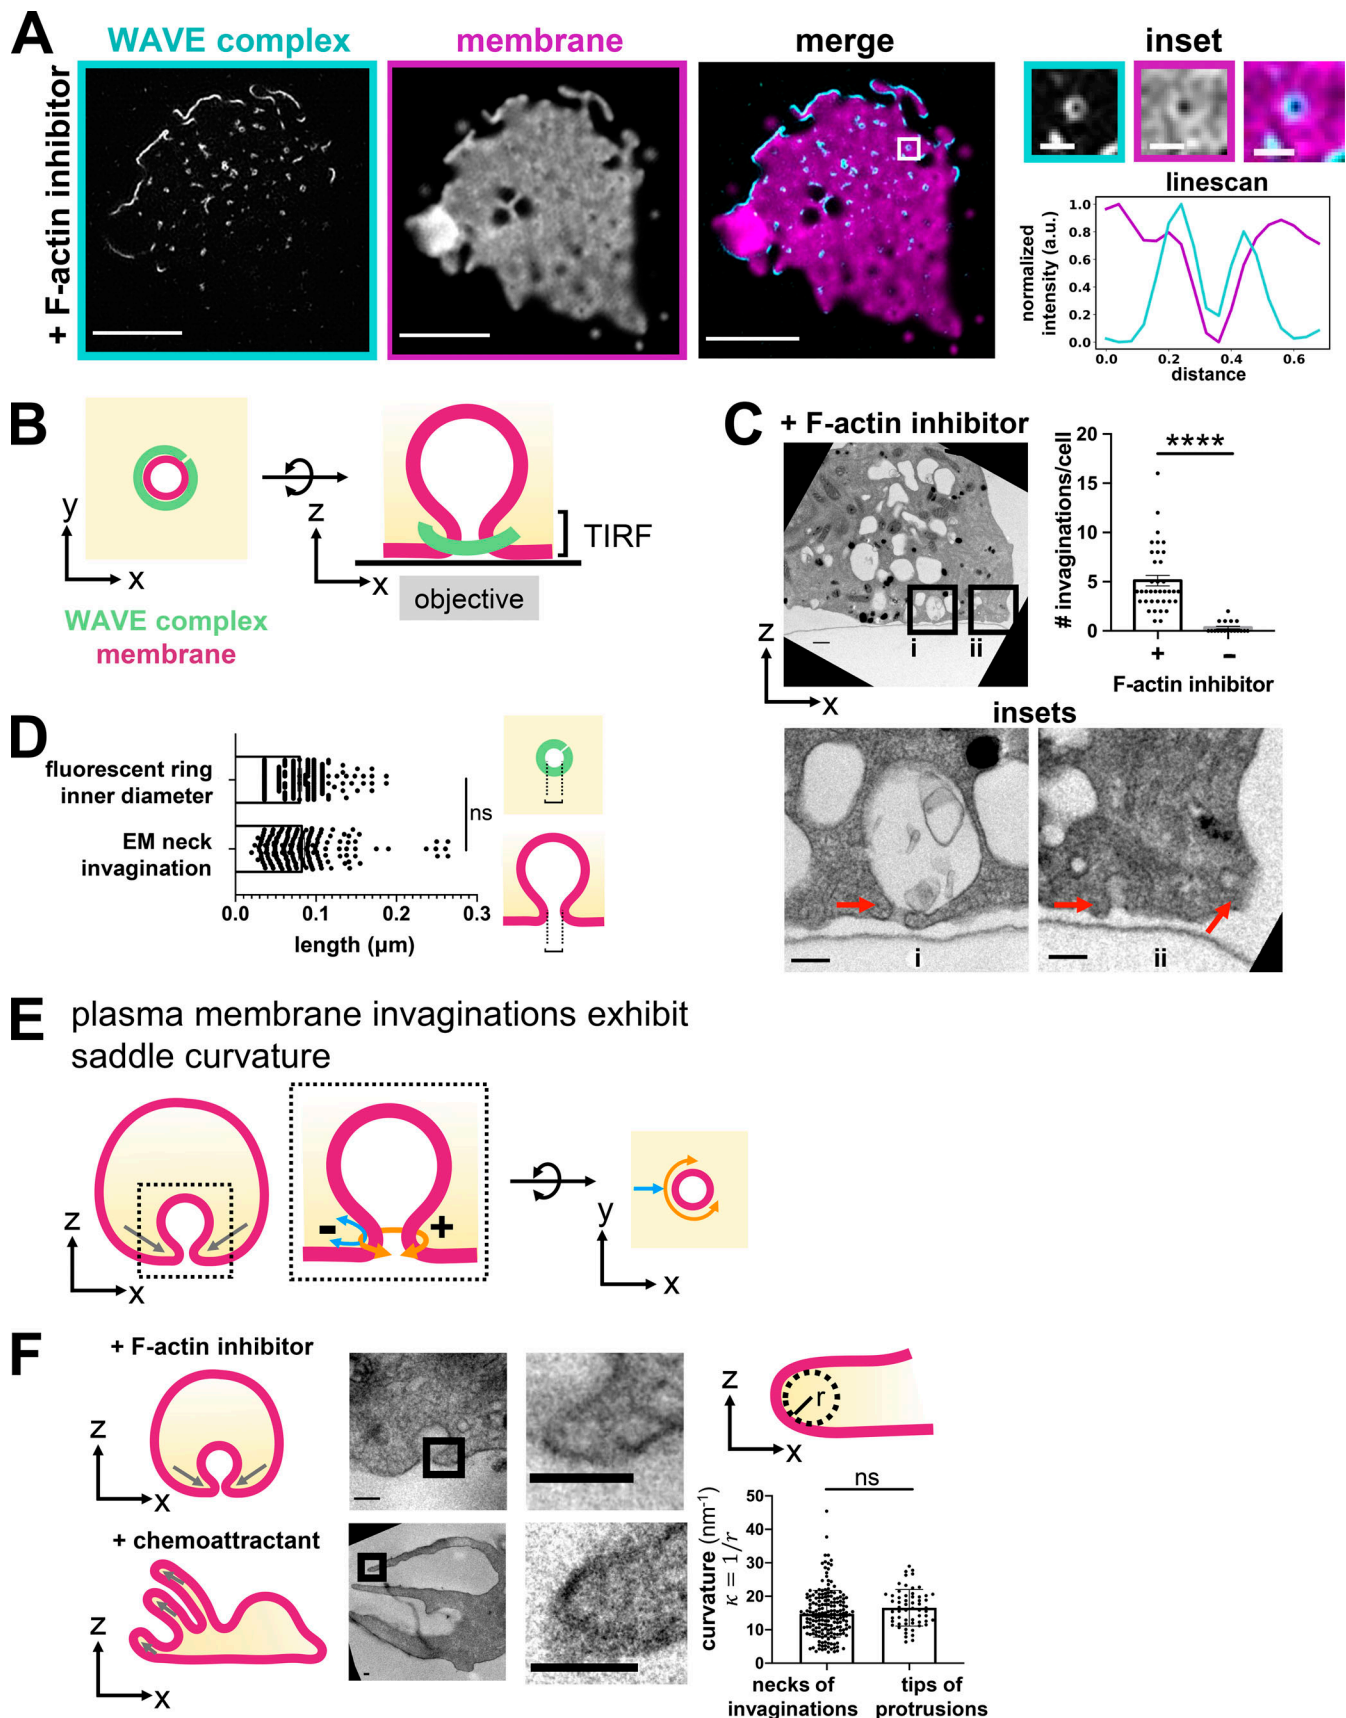 A
WAVE complex
membrane
merge
inset
+ F-actin inhibitor
linescan
normalized
intensity (a.u.)
1.0
0.8
0.6
0.4
0.2
0.0
0.0 0.2 0.4 0.6
distance
B
y
x
z
x
TIRF
objective
WAVE complex
membrane
C
+ F-actin inhibitor
z
x
i
ii
# invaginations/cell
20
15
10
5
0
****
+ −
F-actin inhibitor
insets
i
ii
D
fluorescent ring
inner diameter
EM neck
invagination
ns
0.0 0.1 0.2 0.3
length (µm)
E
plasma membrane invaginations exhibit
saddle curvature
z
x
-
+
y
x
F
+ F-actin inhibitor
z
x
+ chemoattractant
z
x
z
x
r
ns
curvature (nm⁻¹)
κ = 1/r
50
40
30
20
10
0
necks of
invaginations
tips of
protrusions